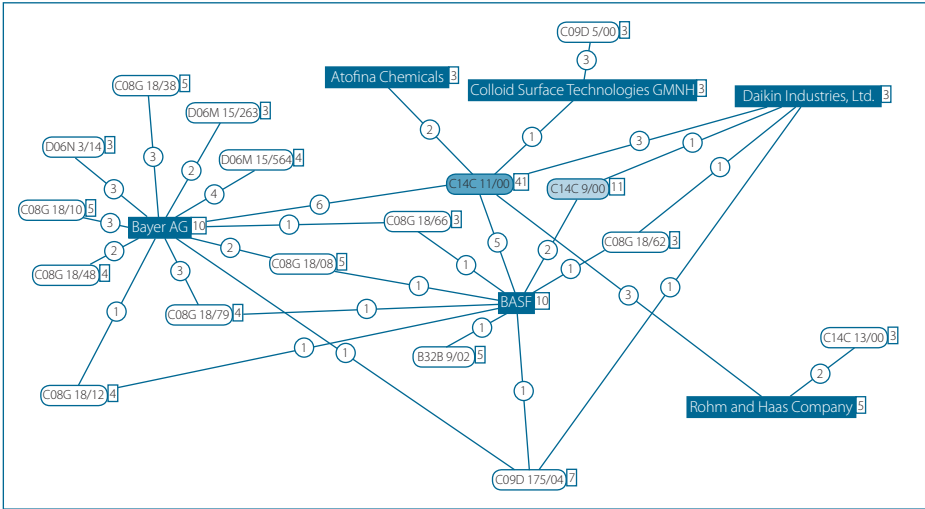 C09D 5/00 3
3
Atofina Chemicals 3
C08G 18/38 5
Colloid Surface Technologies GMNH 3
Daikin Industries, Ltd. 3
D06M 15/263 3
2
1
3
1
D06N 3/14 3
3
D06M 15/564 4
1
2
C14C 11/00 41
C14C 9/00 11
3
4
6
C08G 18/10 5
3
Bayer AG 10
1
C08G 18/66 3
5
2
C08G 18/62 3
2
2
C08G 18/08 5
1
1
C08G 18/48 4
3
1
1
3
BASF 10
1
C08G 18/79 4
1
1
C14C 13/00 3
1
1
B32B 9/02 5
2
C08G 18/12 4
1
Rohm and Haas Company 5
C09D 175/04 7